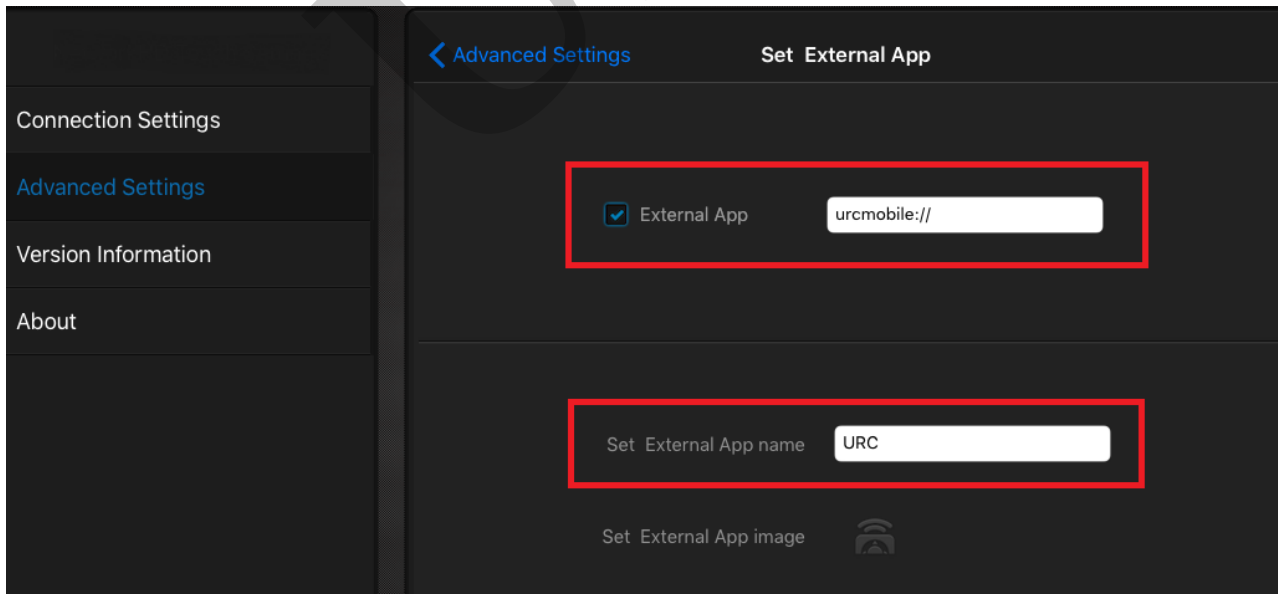 Advanced Settings
Set External App
Connection Settings
Advanced Settings
Version Information
About
External App
urcmobile://
Set External App name
URC
Set External App image